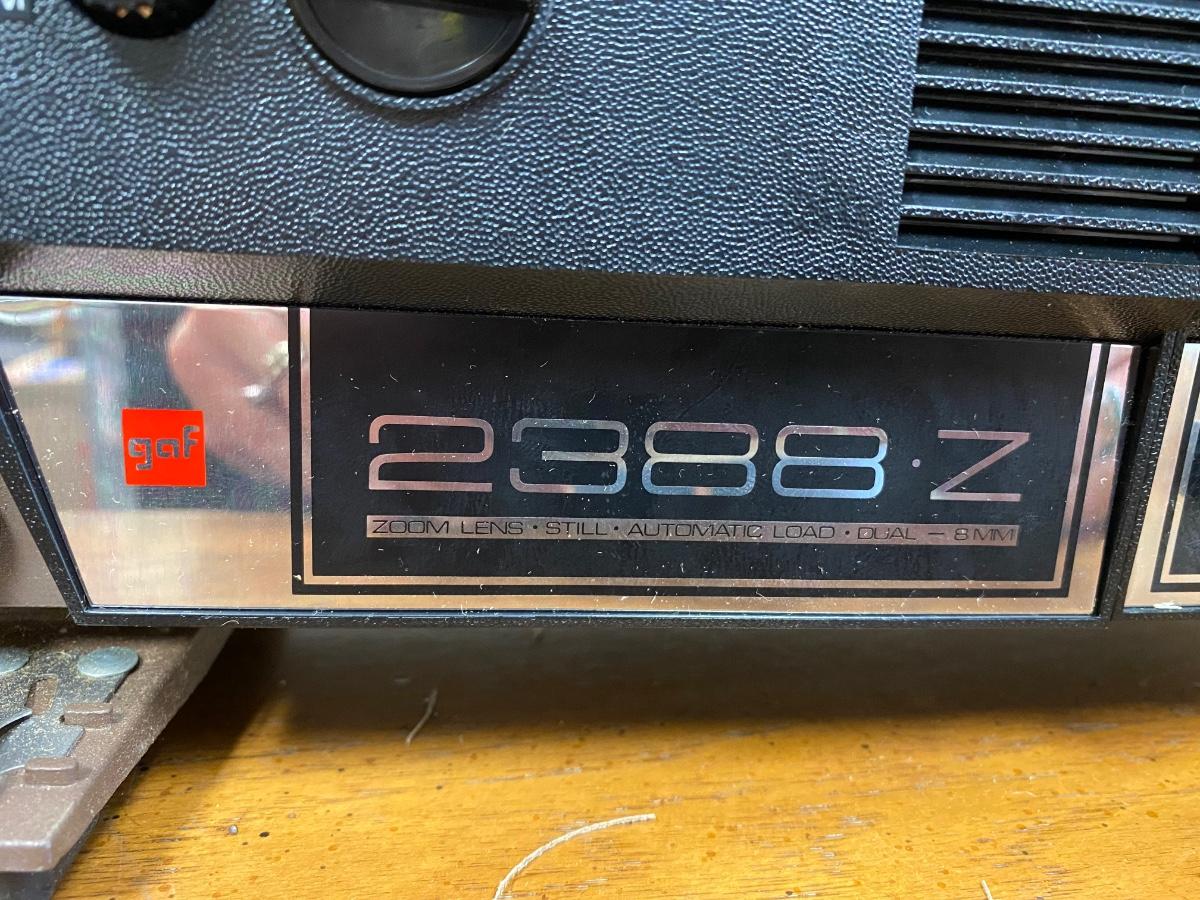 gaf
2388·Z
ZOOM LENS · STILL · AUTOMATIC LOAD · DUAL – 8MM